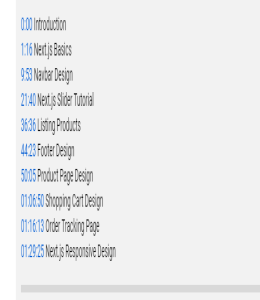 0:00 Introduction
1:16 Next.js Basics
9:53 Navbar Design
21:40 Next.js Slider Tutorial
36:36 Listing Products
44:23 Footer Design
50:05 Product Page Design
01:06:50 Shopping Cart Design
01:16:13 Order Tracking Page
01:29:25 Next.js Responsive Design